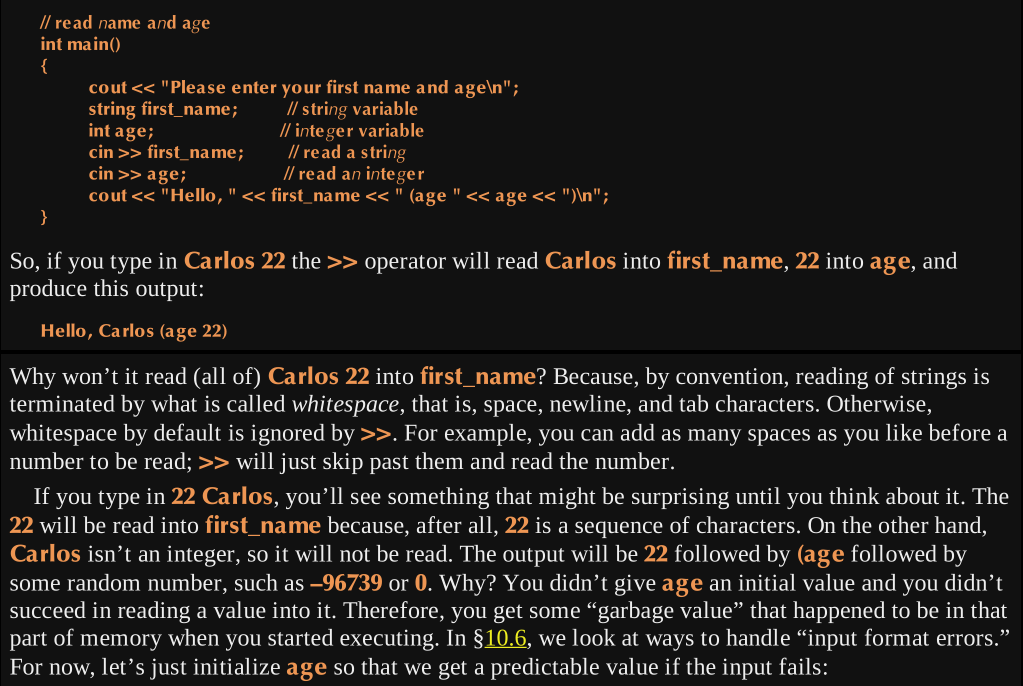 // read name and age
int main()
{
cout << "Please enter your first name and age\n";
string first_name; // string variable
int age; // integer variable
cin >> first_name; // read a string
cin >> age; // read an integer
cout << "Hello, " << first_name << " (age " << age << ")\n";
}
So, if you type in Carlos 22 the >> operator will read Carlos into first_name, 22 into age, and
produce this output:
Hello, Carlos (age 22)
Why won’t it read (all of) Carlos 22 into first_name? Because, by convention, reading of strings is
terminated by what is called whitespace, that is, space, newline, and tab characters. Otherwise,
whitespace by default is ignored by >>. For example, you can add as many spaces as you like before a
number to be read; >> will just skip past them and read the number.
If you type in 22 Carlos, you’ll see something that might be surprising until you think about it. The
22 will be read into first_name because, after all, 22 is a sequence of characters. On the other hand,
Carlos isn’t an integer, so it will not be read. The output will be 22 followed by (age followed by
some random number, such as –96739 or 0. Why? You didn’t give age an initial value and you didn’t
succeed in reading a value into it. Therefore, you get some “garbage value” that happened to be in that
part of memory when you started executing. In §10.6, we look at ways to handle “input format errors.”
For now, let’s just initialize age so that we get a predictable value if the input fails: